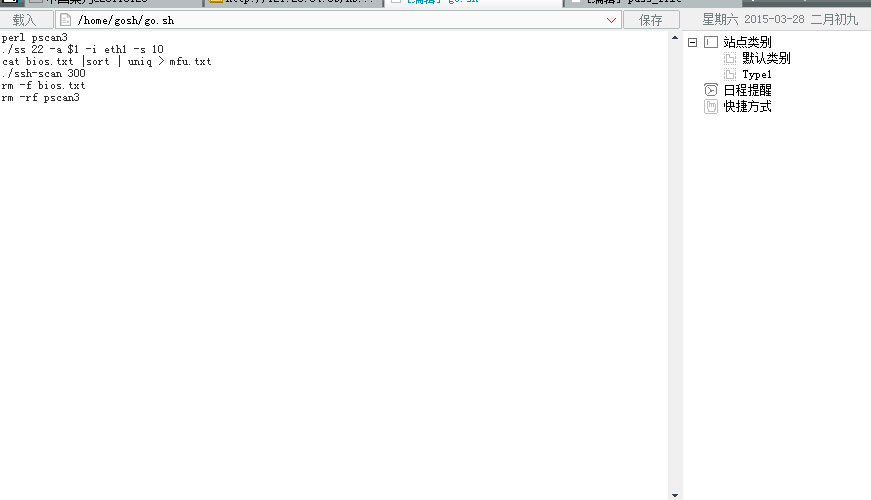 载入
/home/gosh/go.sh
保存
星期六 2015-03-28 二月初九
perl pscan3
./ss 22 -a $1 -i eth1 -s 10
cat bios.txt |sort | uniq > mfu.txt
./ssh-scan 300
rm -f bios.txt
rm -rf pscan3
站点类别
默认类别
Type1
日程提醒
快捷方式